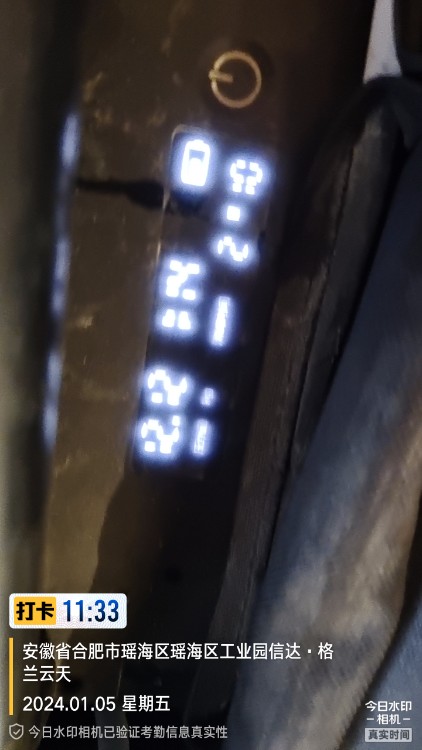 打卡 11:33
安徽省合肥市瑶海区瑶海区工业园信达·格
兰云天
2024.01.05 星期五
今日水印相机已验证考勤信息真实性
今日水印
-相机-
真实时间